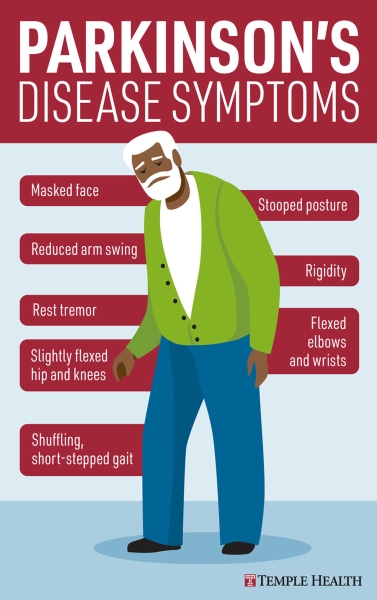 PARKINSON'S
DISEASE SYMPTOMS
Masked face
Stooped posture
Reduced arm swing
Rigidity
Rest tremor
Flexed
elbows
and wrists
Slightly flexed
hip and knees
Shuffling,
short-stepped gait
T TEMPLE HEALTH